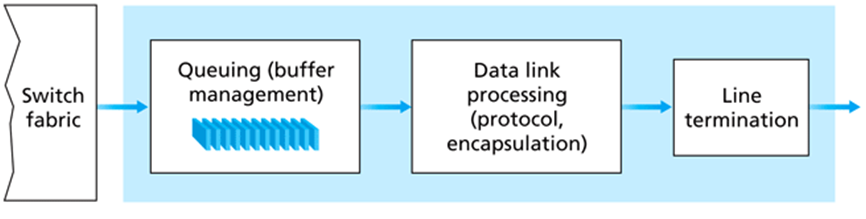 Switch
fabric
Queuing (buffer
management)
Data link
processing
(protocol,
encapsulation)
Line
termination